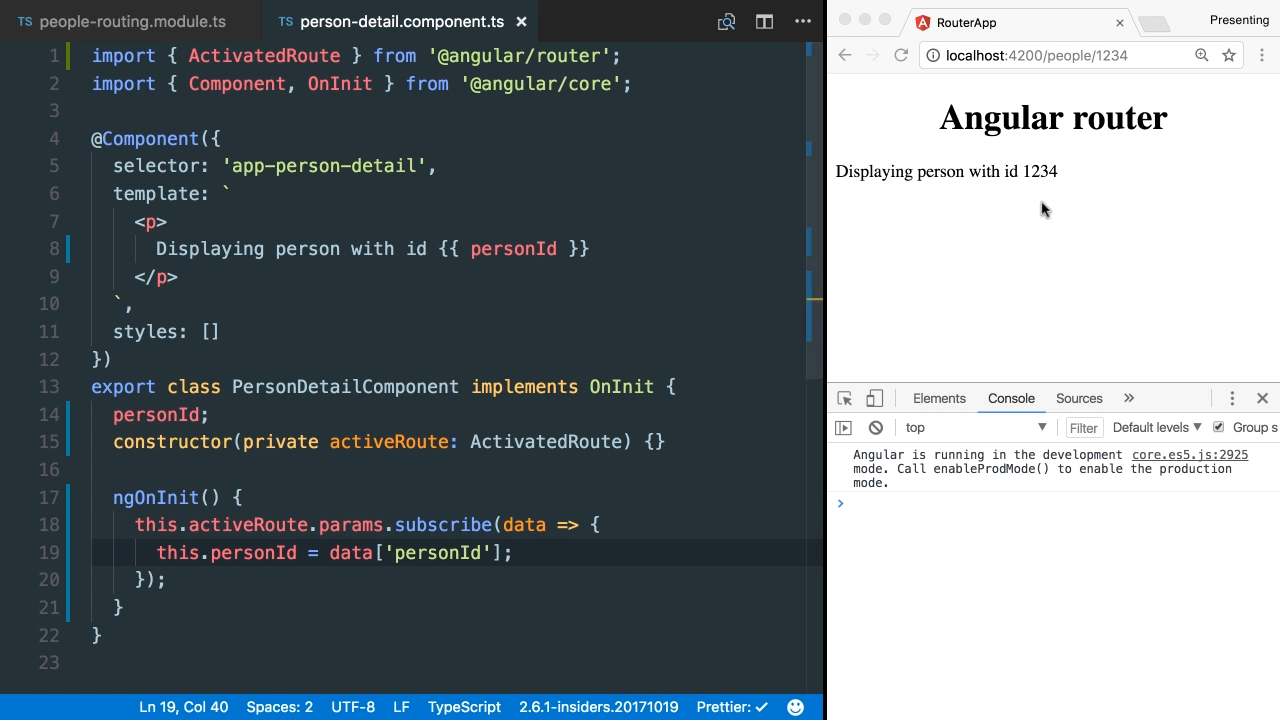 TS people-routing.module.ts
TS person-detail.component.ts
1 import { ActivatedRoute } from '@angular/router';
2 import { Component, OnInit } from '@angular/core';
3
4 @Component({
5 selector: 'app-person-detail',
6 template: `
7 <p>
8 Displaying person with id {{ personId }}
9 </p>
10 `,
11 styles: []
12 })
13 export class PersonDetailComponent implements OnInit {
14 personId;
15 constructor(private activeRoute: ActivatedRoute) {}
16
17 ngOnInit() {
18 this.activeRoute.params.subscribe(data => {
19 this.personId = data['personId'];
20 });
21 }
22 }
23
Ln 19, Col 40 Spaces: 2 UTF-8 LF TypeScript 2.6.1-insiders.20171019 Prettier: ✓
RouterApp
Presenting
localhost:4200/people/1234
Angular router
Displaying person with id 1234
Elements Console Sources »
top Filter Default levels ▼ Group s
Angular is running in the development core.es5.js:2925
mode. Call enableProdMode() to enable the production
mode.